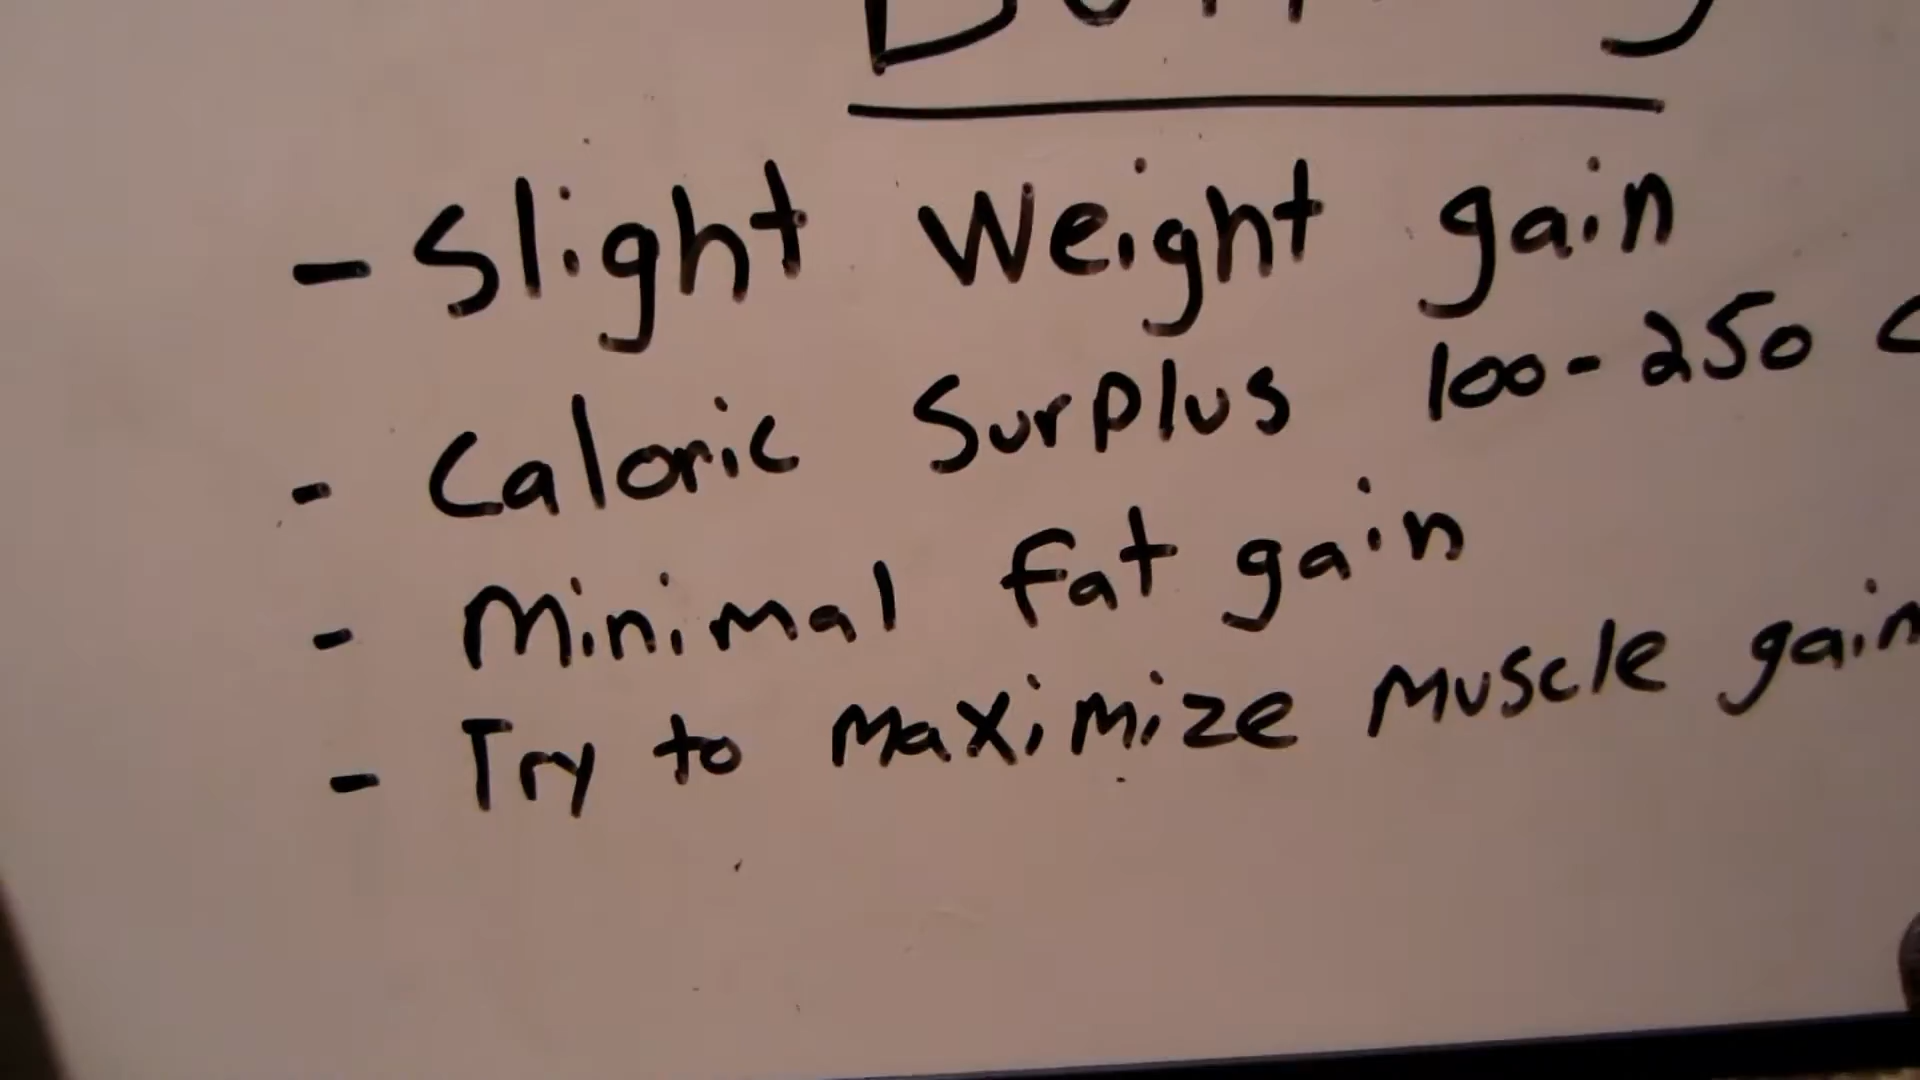 - Slight Weight gain
- Caloric Surplus 100-250
- Minimal fat gain
- Try to Maximize Muscle gain